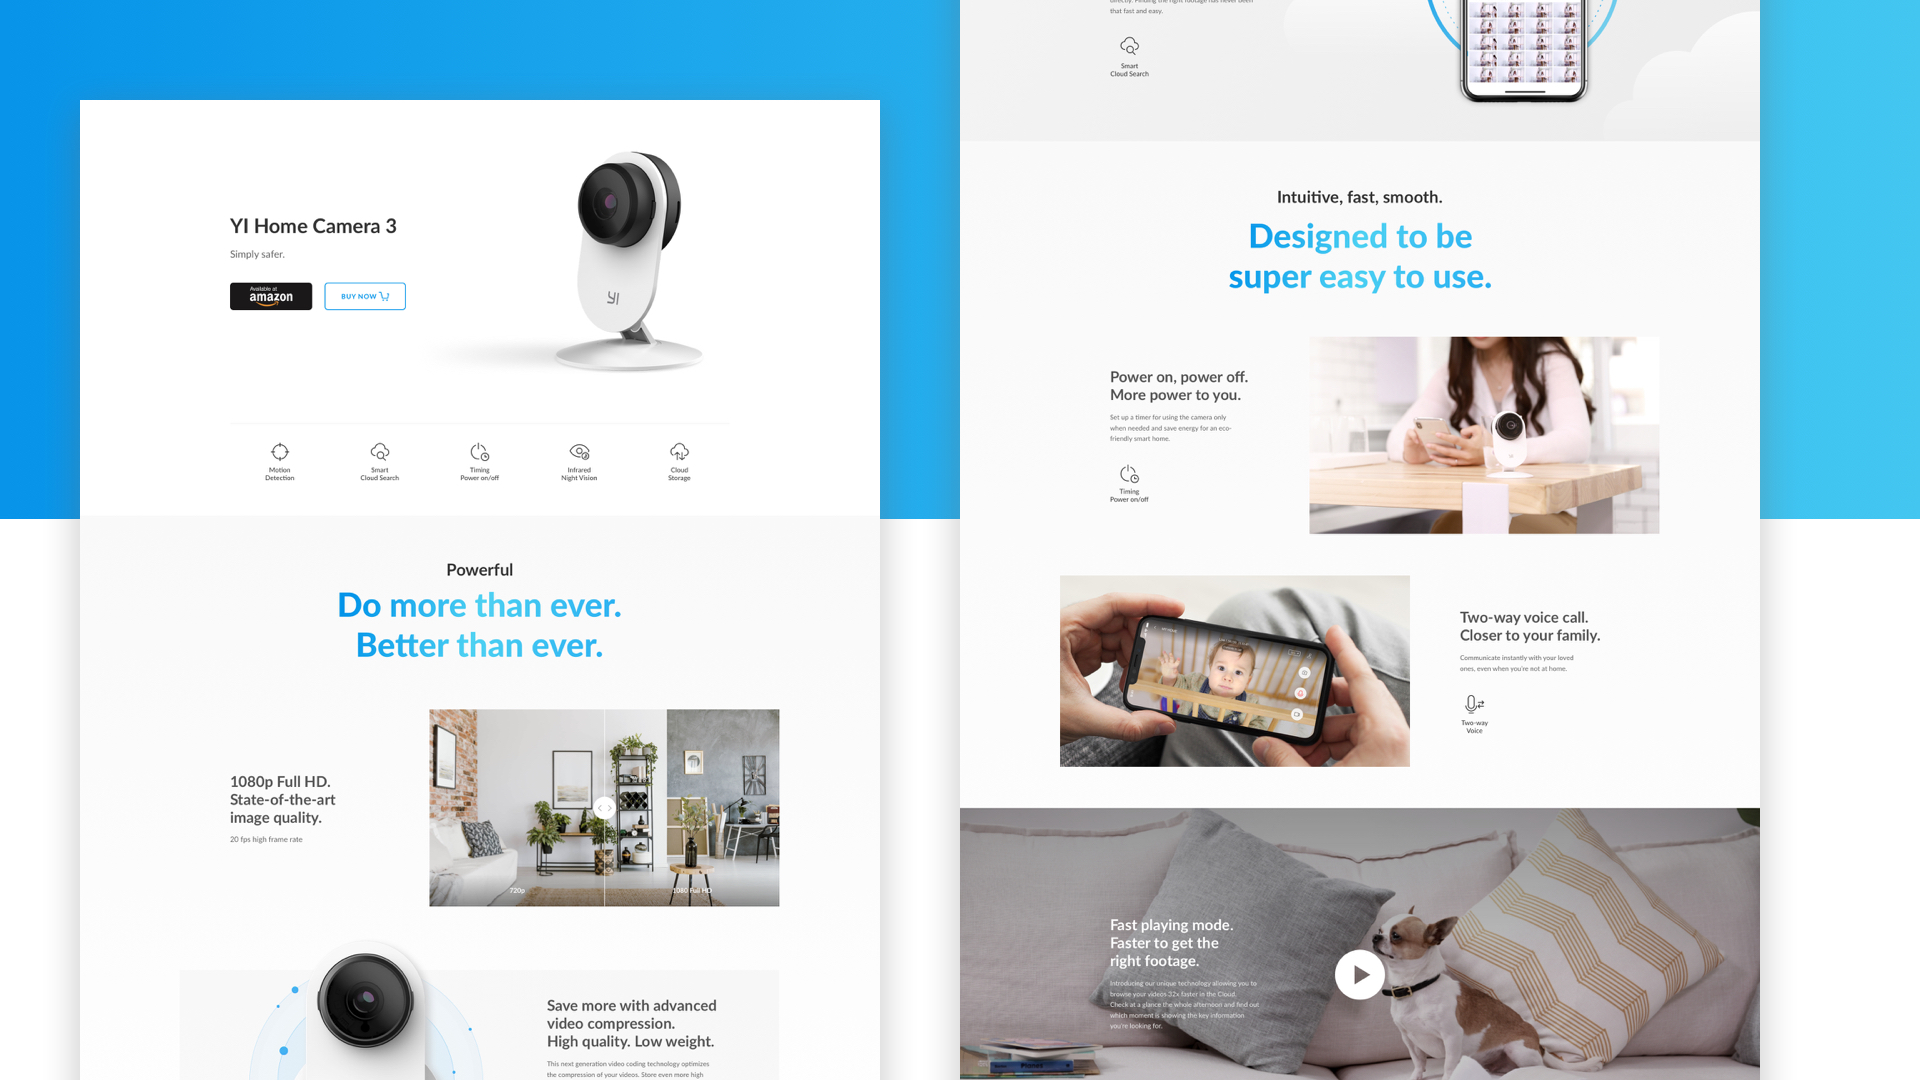 YI Home Camera 3
Simply safer.
Available at
amazon
BUY NOW
YI
Motion
Detection
Smart
Cloud Search
Timing
Power on/off
Infrared
Night Vision
Cloud
Storage
Powerful
Do more than ever.
Better than ever.
1080p Full HD.
State-of-the-art
image quality.
20 fps high frame rate
720p
1080 Full HD
Save more with advanced
video compression.
High quality. Low weight.
This next generation video coding technology optimizes
the compression of your videos. Store even more high
directly. Finding the right footage has never been
that fast and easy.
Smart
Cloud Search
Intuitive, fast, smooth.
Designed to be
super easy to use.
Power on, power off.
More power to you.
Set up a timer for using the camera only
when needed and save energy for an eco-
friendly smart home.
Timing
Power on/off
Two-way voice call.
Closer to your family.
Communicate instantly with your loved
ones, even when you're not at home.
Two-way
Voice
Fast playing mode.
Faster to get the
right footage.
Introducing our unique technology allowing you to
browse your videos 32x faster in the Cloud.
Check at a glance the whole afternoon and find out
which moment is showing the key information
you're looking for.